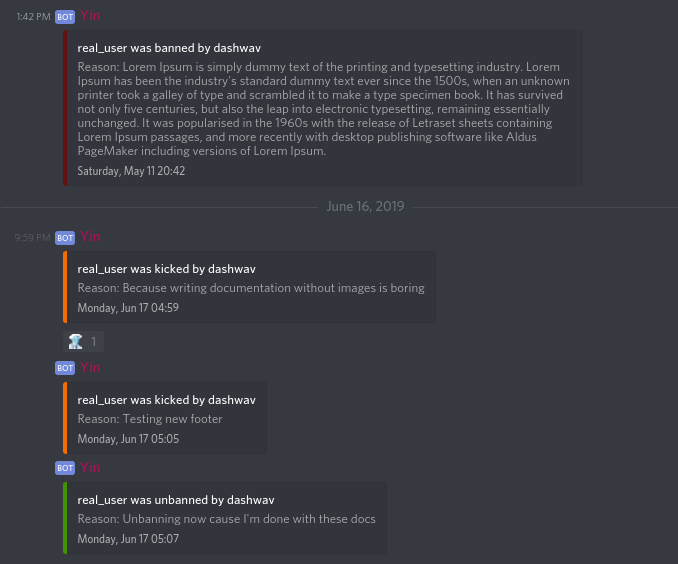 1:42 PM BOT Yin
real_user was banned by dashwav
Reason: Lorem Ipsum is simply dummy text of the printing and typesetting industry. Lorem
Ipsum has been the industry's standard dummy text ever since the 1500s, when an unknown
printer took a galley of type and scrambled it to make a type specimen book. It has survived
not only five centuries, but also the leap into electronic typesetting, remaining essentially
unchanged. It was popularised in the 1960s with the release of Letraset sheets containing
Lorem Ipsum passages, and more recently with desktop publishing software like Aldus
PageMaker including versions of Lorem Ipsum.
Saturday, May 11 20:42
June 16, 2019
9:59 PM BOT Yin
real_user was kicked by dashwav
Reason: Because writing documentation without images is boring
Monday, Jun 17 04:59
1
BOT Yin
real_user was kicked by dashwav
Reason: Testing new footer
Monday, Jun 17 05:05
BOT Yin
real_user was unbanned by dashwav
Reason: Unbanning now cause I'm done with these docs
Monday, Jun 17 05:07